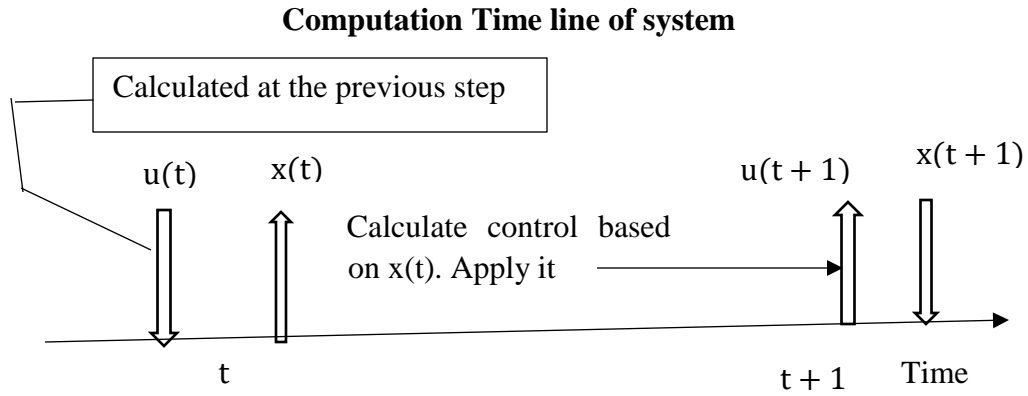 Computation Time line of system
Calculated at the previous step
u(t)
x(t)
u(t + 1)
x(t + 1)
Calculate control based
on x(t). Apply it
t
t + 1
Time